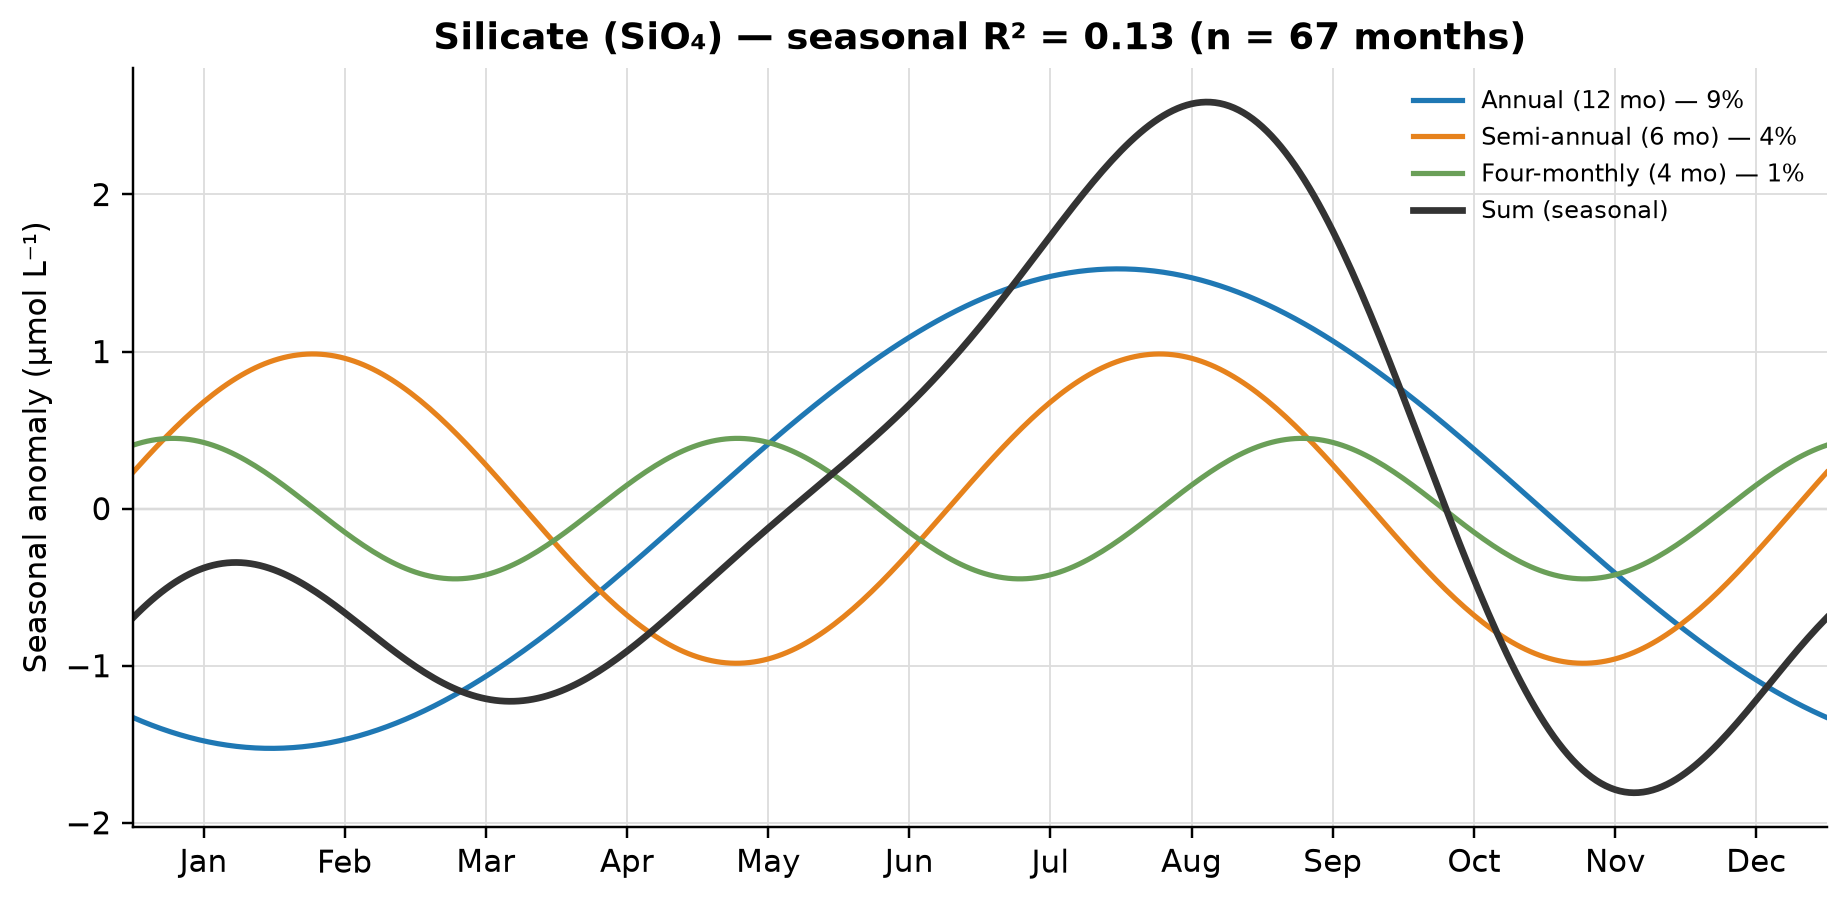 Silicate (SiO₄) — seasonal R² = 0.13 (n = 67 months)
Annual (12 mo) — 9%
Semi-annual (6 mo) — 4%
Four-monthly (4 mo) — 1%
Sum (seasonal)
Seasonal anomaly (µmol L⁻¹)
2
1
0
−1
−2
Jan Feb Mar Apr May Jun Jul Aug Sep Oct Nov Dec